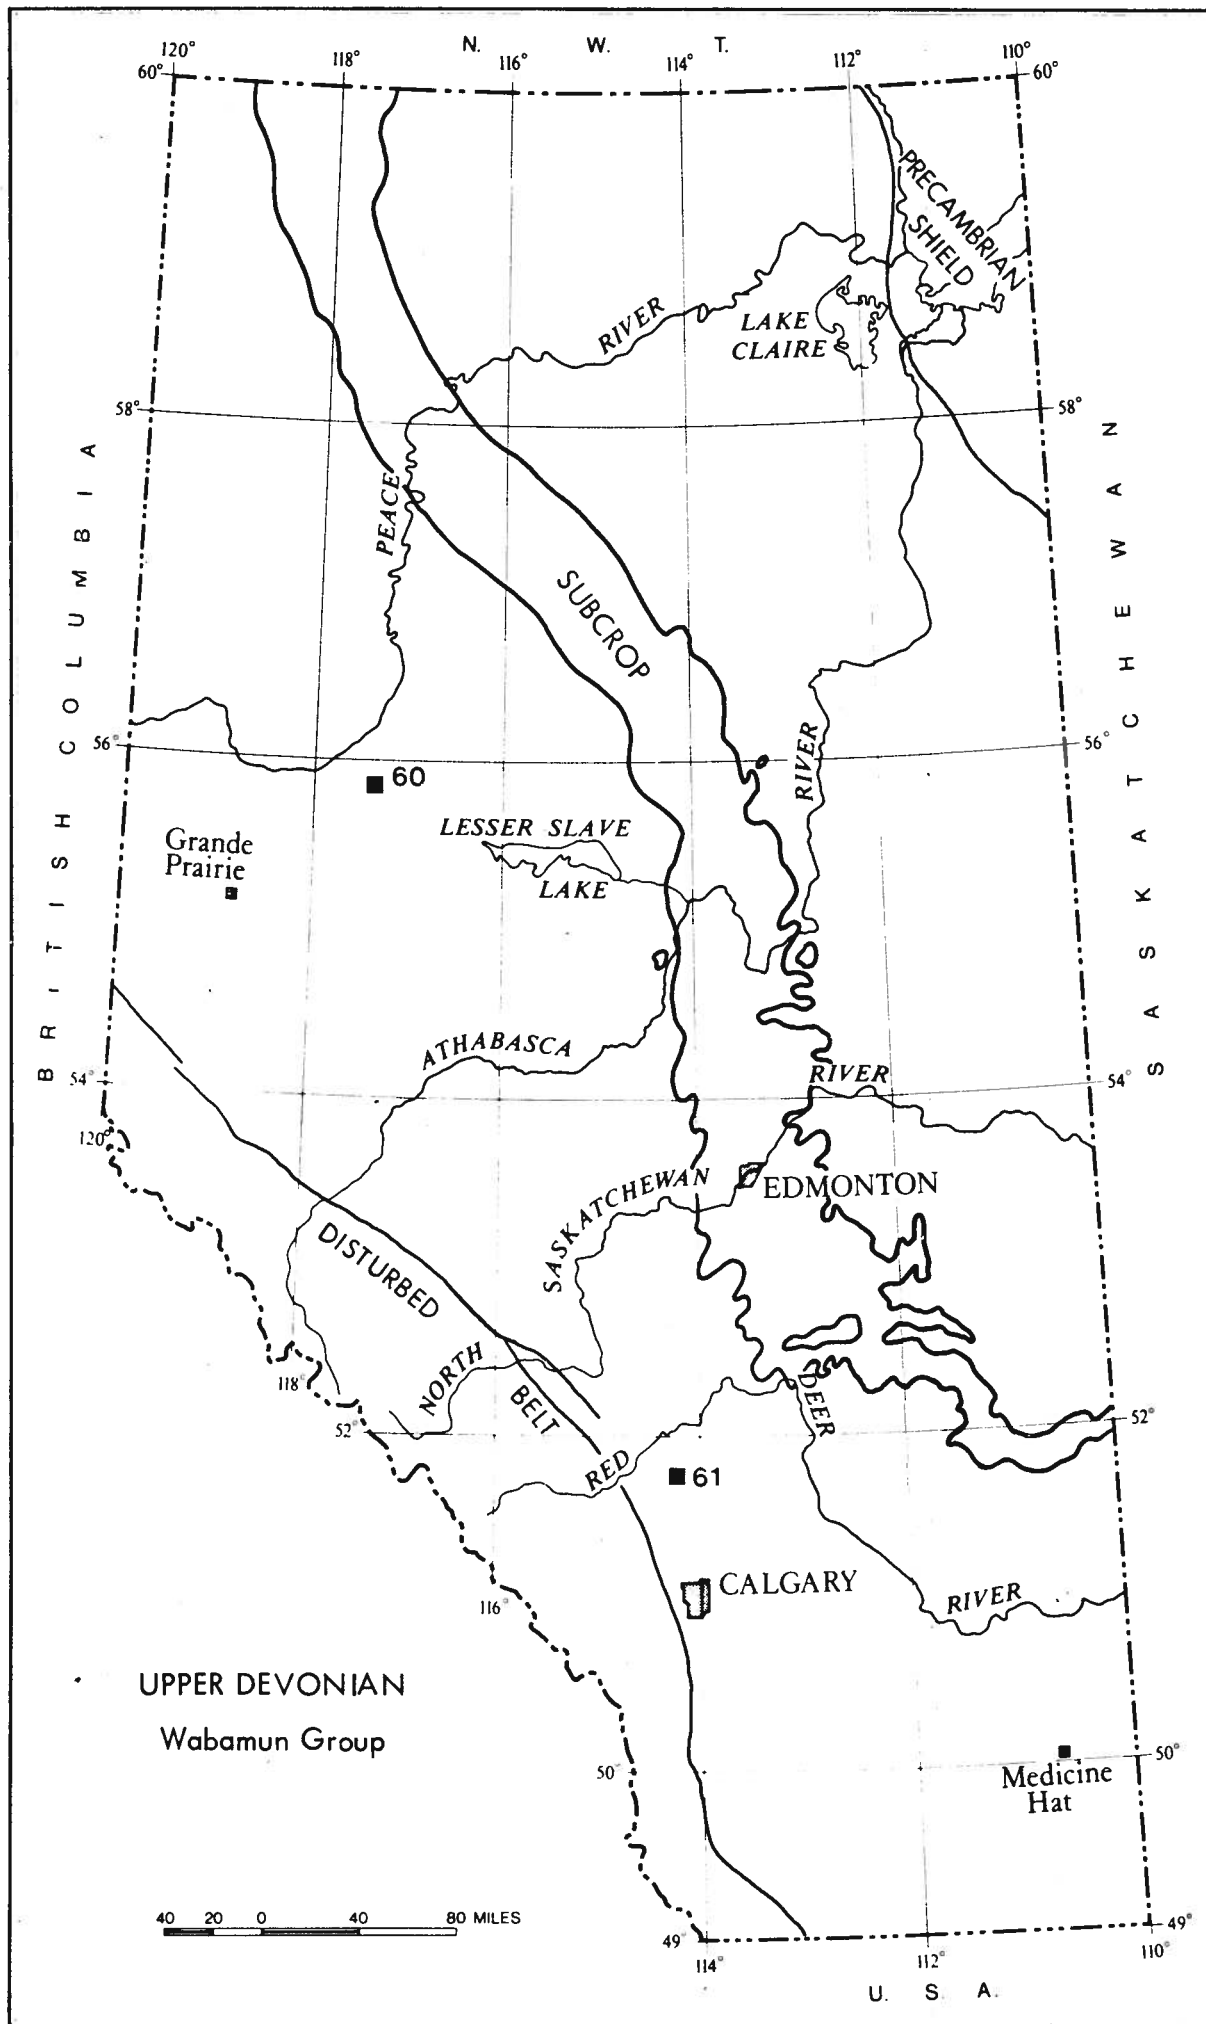 N. W. T.
120° 118° 116° 114° 112° 110°
60° 60°
PRECAMBRIAN
SHIELD
RIVER
LAKE
CLAIRE
58° 58°
BRITISH COLUMBIA
SASKATCHEWAN
PEACE
SUBCROP
RIVER
56° 56°
60
LESSER SLAVE
LAKE
Grande
Prairie
ATHABASCA
RIVER
54° 54°
120°
SASKATCHEWAN
EDMONTON
DISTURBED
BELT
NORTH
118°
DEER
52° 52°
RED
61
CALGARY
RIVER
116°
UPPER DEVONIAN
Wabamun Group
50° 50°
Medicine
Hat
40 20 0 40 80 MILES
49° 49°
114° 112° 110°
U. S. A.